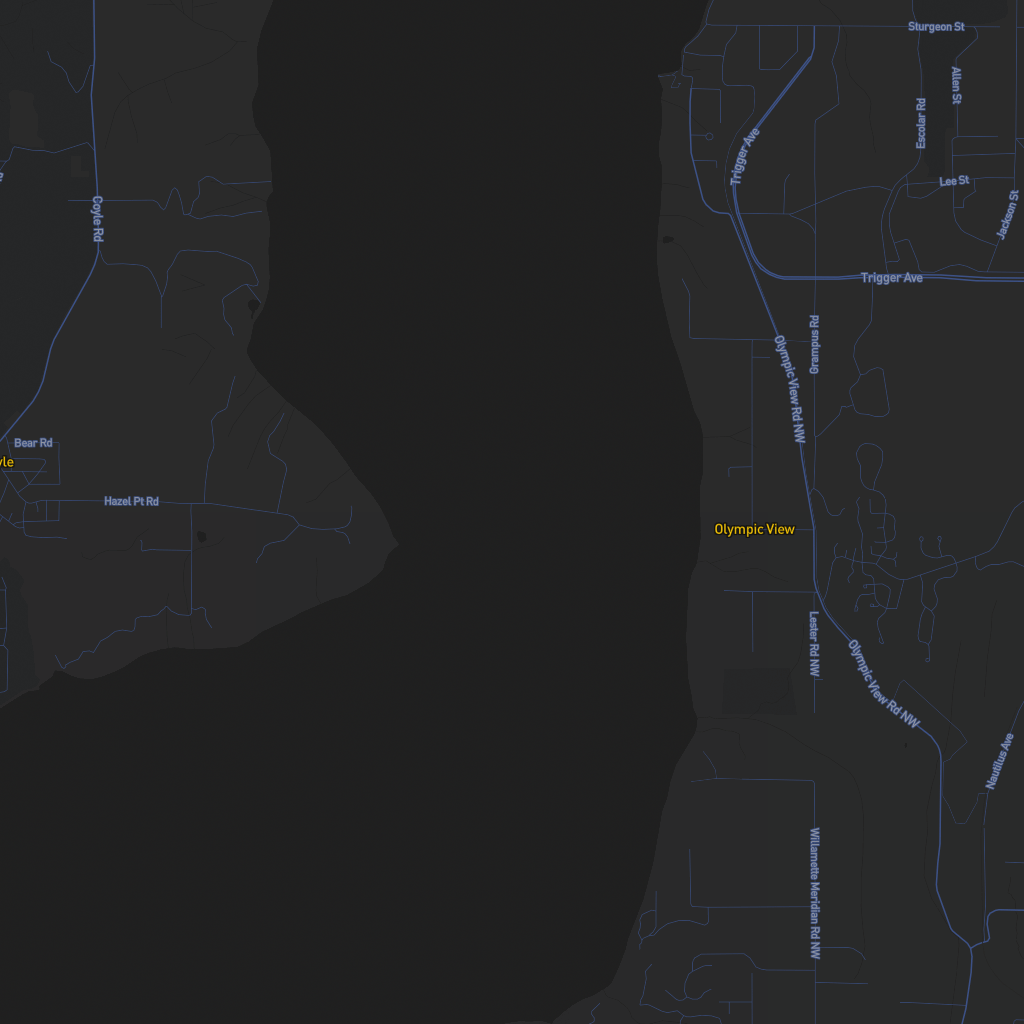 Sturgeon St
Allen St
Escolar Rd
Trigger Ave
Lee St
Coyle Rd
Jackson St
Trigger Ave
Grampus Rd
Olympic View Rd NW
Bear Rd
yle
Hazel Pt Rd
Olympic View
Lester Rd NW
Olympic View Rd NW
Nautilus Ave
Willamette Meridian Rd NW